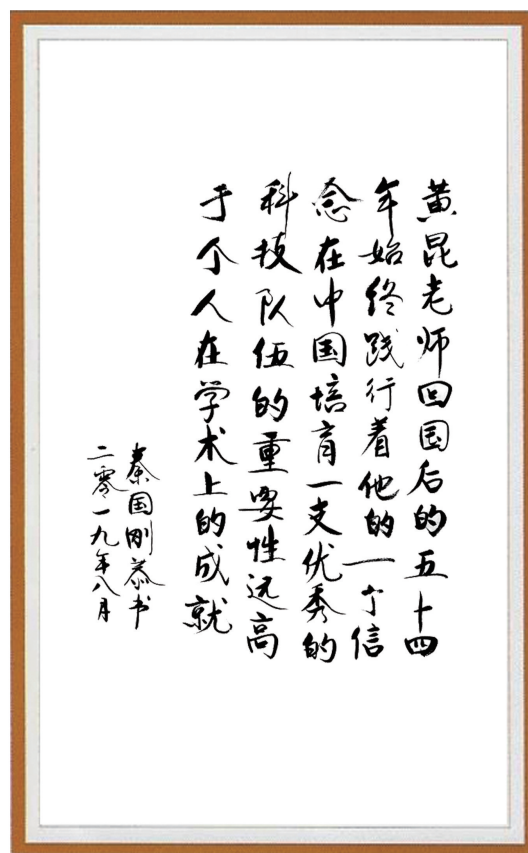 黄昆老师回国后的五十四
年始终践行着他的一个信
念在中国培育一支优秀的
科技队伍的重要性远高
于个人在学术上的成就
秦国刚恭书
二零一九年八月